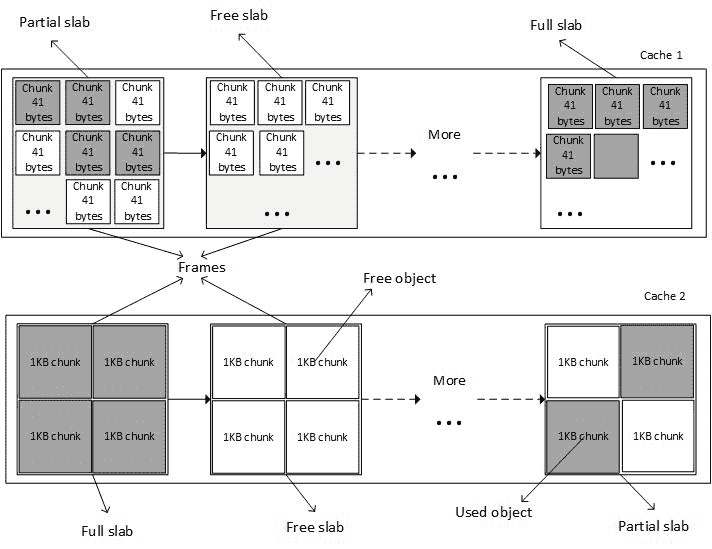 Partial slab
Free slab
Full slab
Cache 1
Chunk
41
bytes
Chunk
41
bytes
Chunk
41
bytes
Chunk
41
bytes
Chunk
41
bytes
Chunk
41
bytes
Chunk
41
bytes
Chunk
41
bytes
...
Chunk
41
bytes
Chunk
41
bytes
Chunk
41
bytes
Chunk
41
bytes
Chunk
41
bytes
...
...
More
...
Chunk
41
bytes
Chunk
41
bytes
Chunk
41
bytes
Chunk
41
bytes
...
...
Frames
Free object
Cache 2
1KB chunk
1KB chunk
1KB chunk
1KB chunk
1KB chunk
1KB chunk
1KB chunk
1KB chunk
More
...
1KB chunk
1KB chunk
1KB chunk
1KB chunk
Full slab
Free slab
Used object
Partial slab